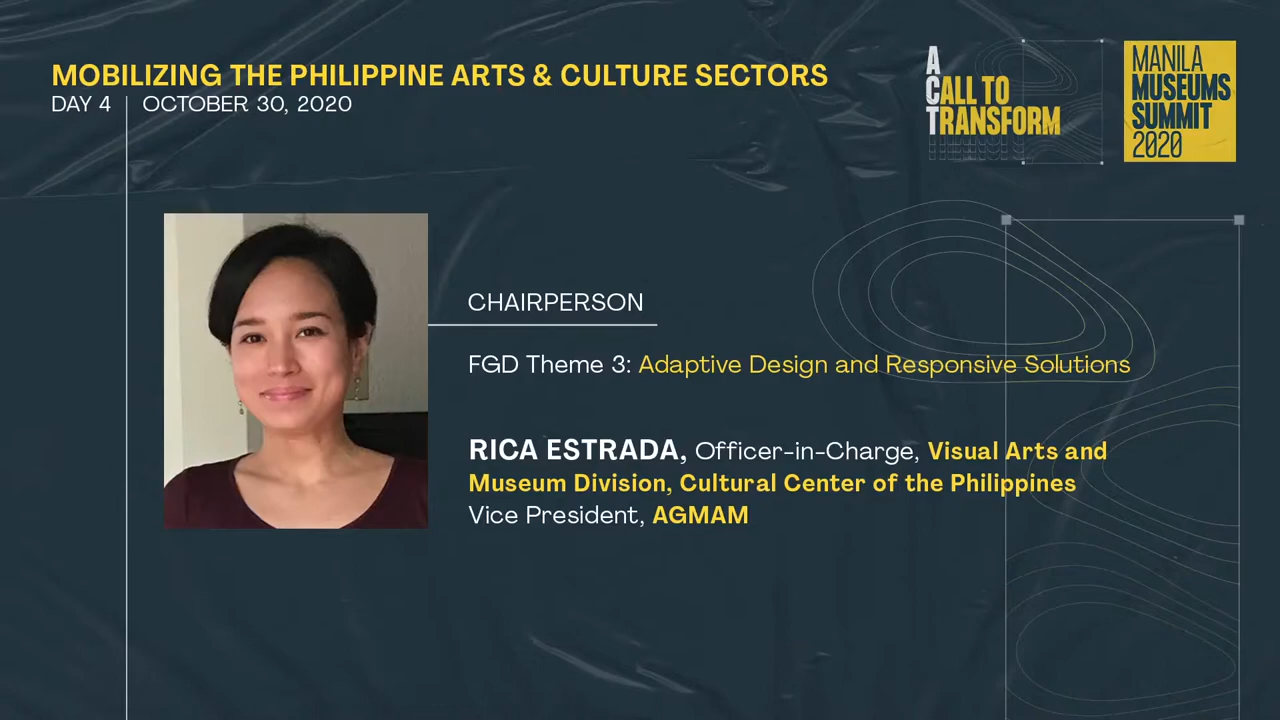 MOBILIZING THE PHILIPPINE ARTS & CULTURE SECTORS
DAY 4
OCTOBER 30, 2020
A
CALL TO
TRANSFORM
MANILA
MUSEUMS
SUMMIT
2020
CHAIRPERSON
FGD Theme 3: Adaptive Design and Responsive Solutions
RICA ESTRADA, Officer-in-Charge, Visual Arts and
Museum Division, Cultural Center of the Philippines
Vice President, AGMAM